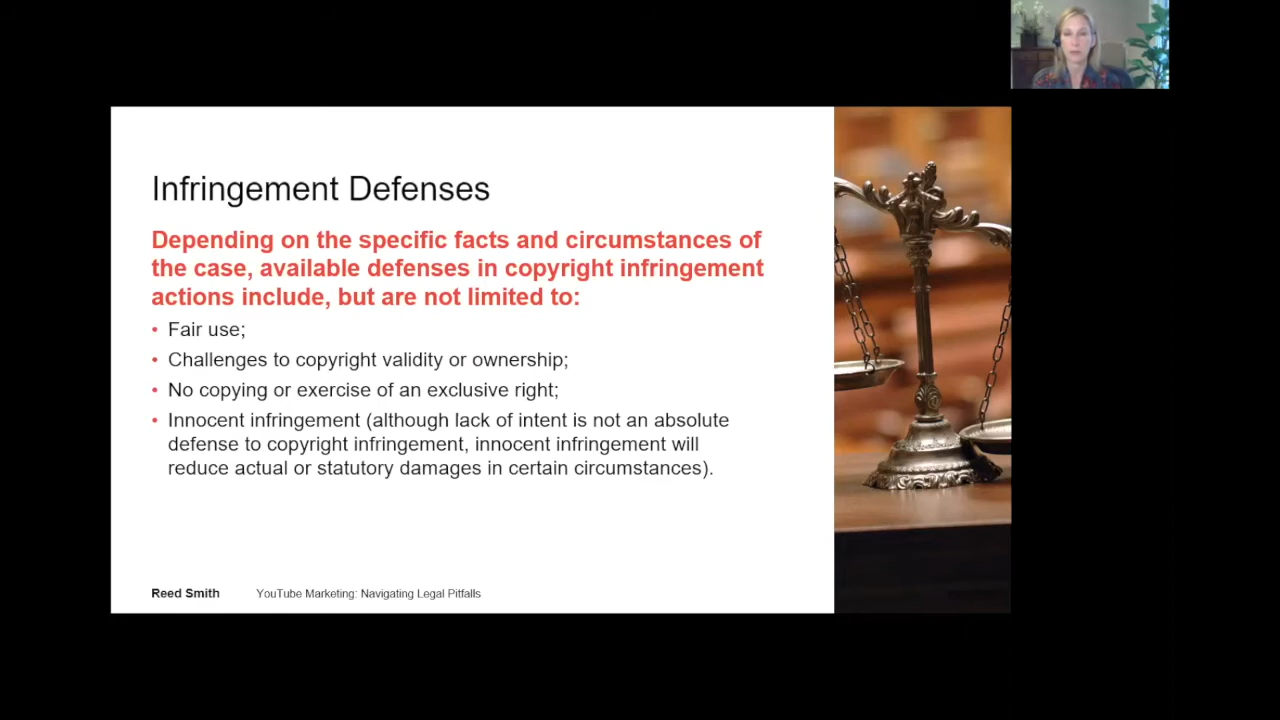 Infringement Defenses
Depending on the specific facts and circumstances of
the case, available defenses in copyright infringement
actions include, but are not limited to:
• Fair use;
• Challenges to copyright validity or ownership;
• No copying or exercise of an exclusive right;
• Innocent infringement (although lack of intent is not an absolute
defense to copyright infringement, innocent infringement will
reduce actual or statutory damages in certain circumstances).
Reed Smith YouTube Marketing: Navigating Legal Pitfalls